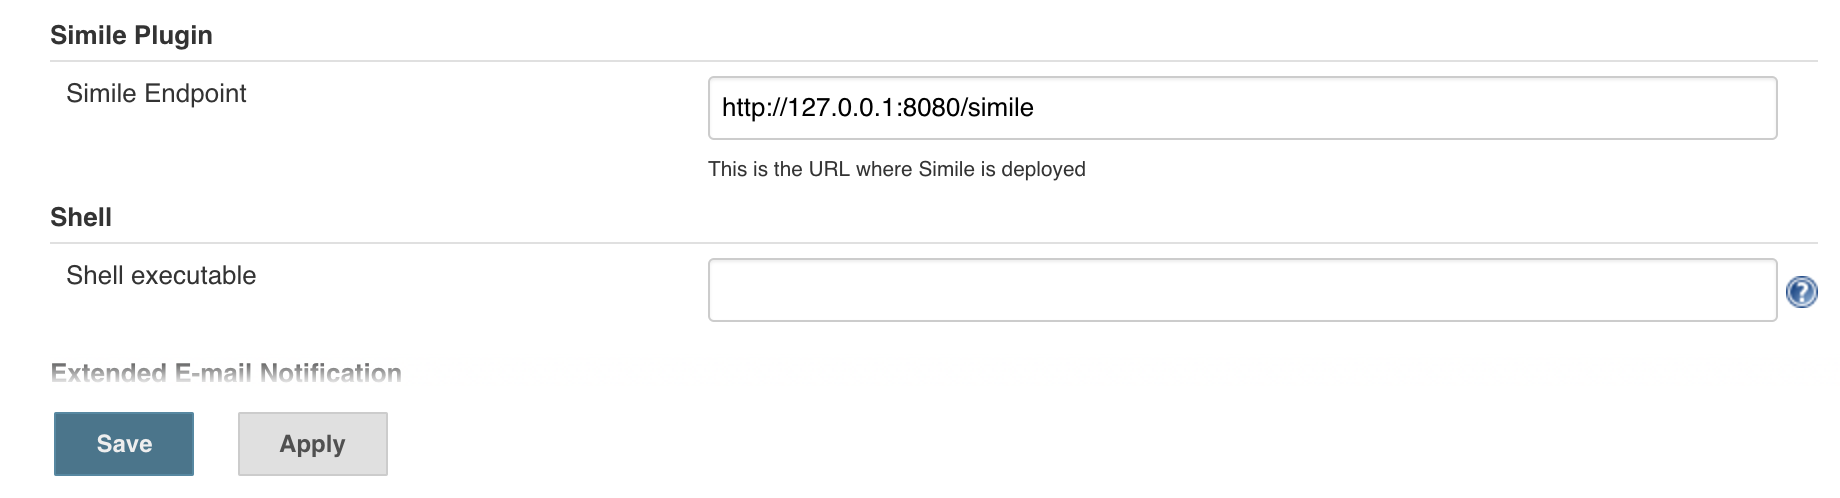 Simile Plugin
Simile Endpoint
http://127.0.0.1:8080/simile
This is the URL where Simile is deployed
Shell
Shell executable
?
Extended E-mail Notification
Save
Apply